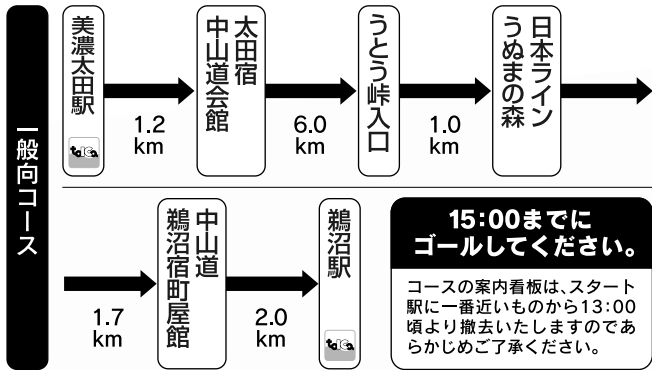 一般向コース
美濃太田駅
toica
1.2
km
太田宿
中山道会館
6.0
km
うとう峠入口
1.0
km
日本ライン
うぬまの森
1.7
km
中山道
鵜沼宿町屋館
2.0
km
鵜沼駅
toica
15:00までに
ゴールしてください。
コースの案内看板は、スタート
駅に一番近いものから13:00
頃より撤去いたしますのであ
らかじめご了承ください。